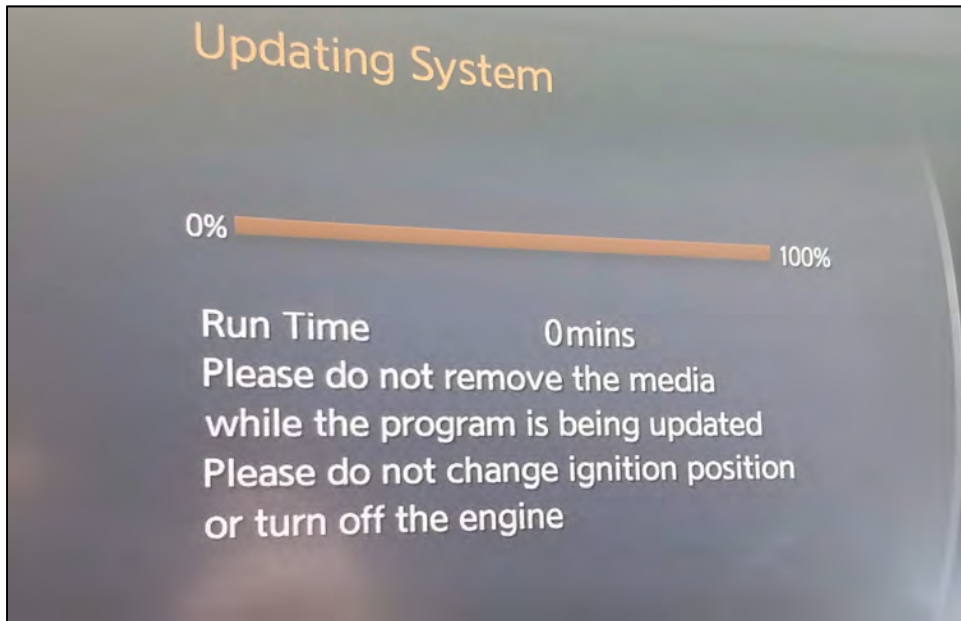 Updating System
0% 100%
Run Time 0mins
Please do not remove the media
while the program is being updated
Please do not change ignition position
or turn off the engine